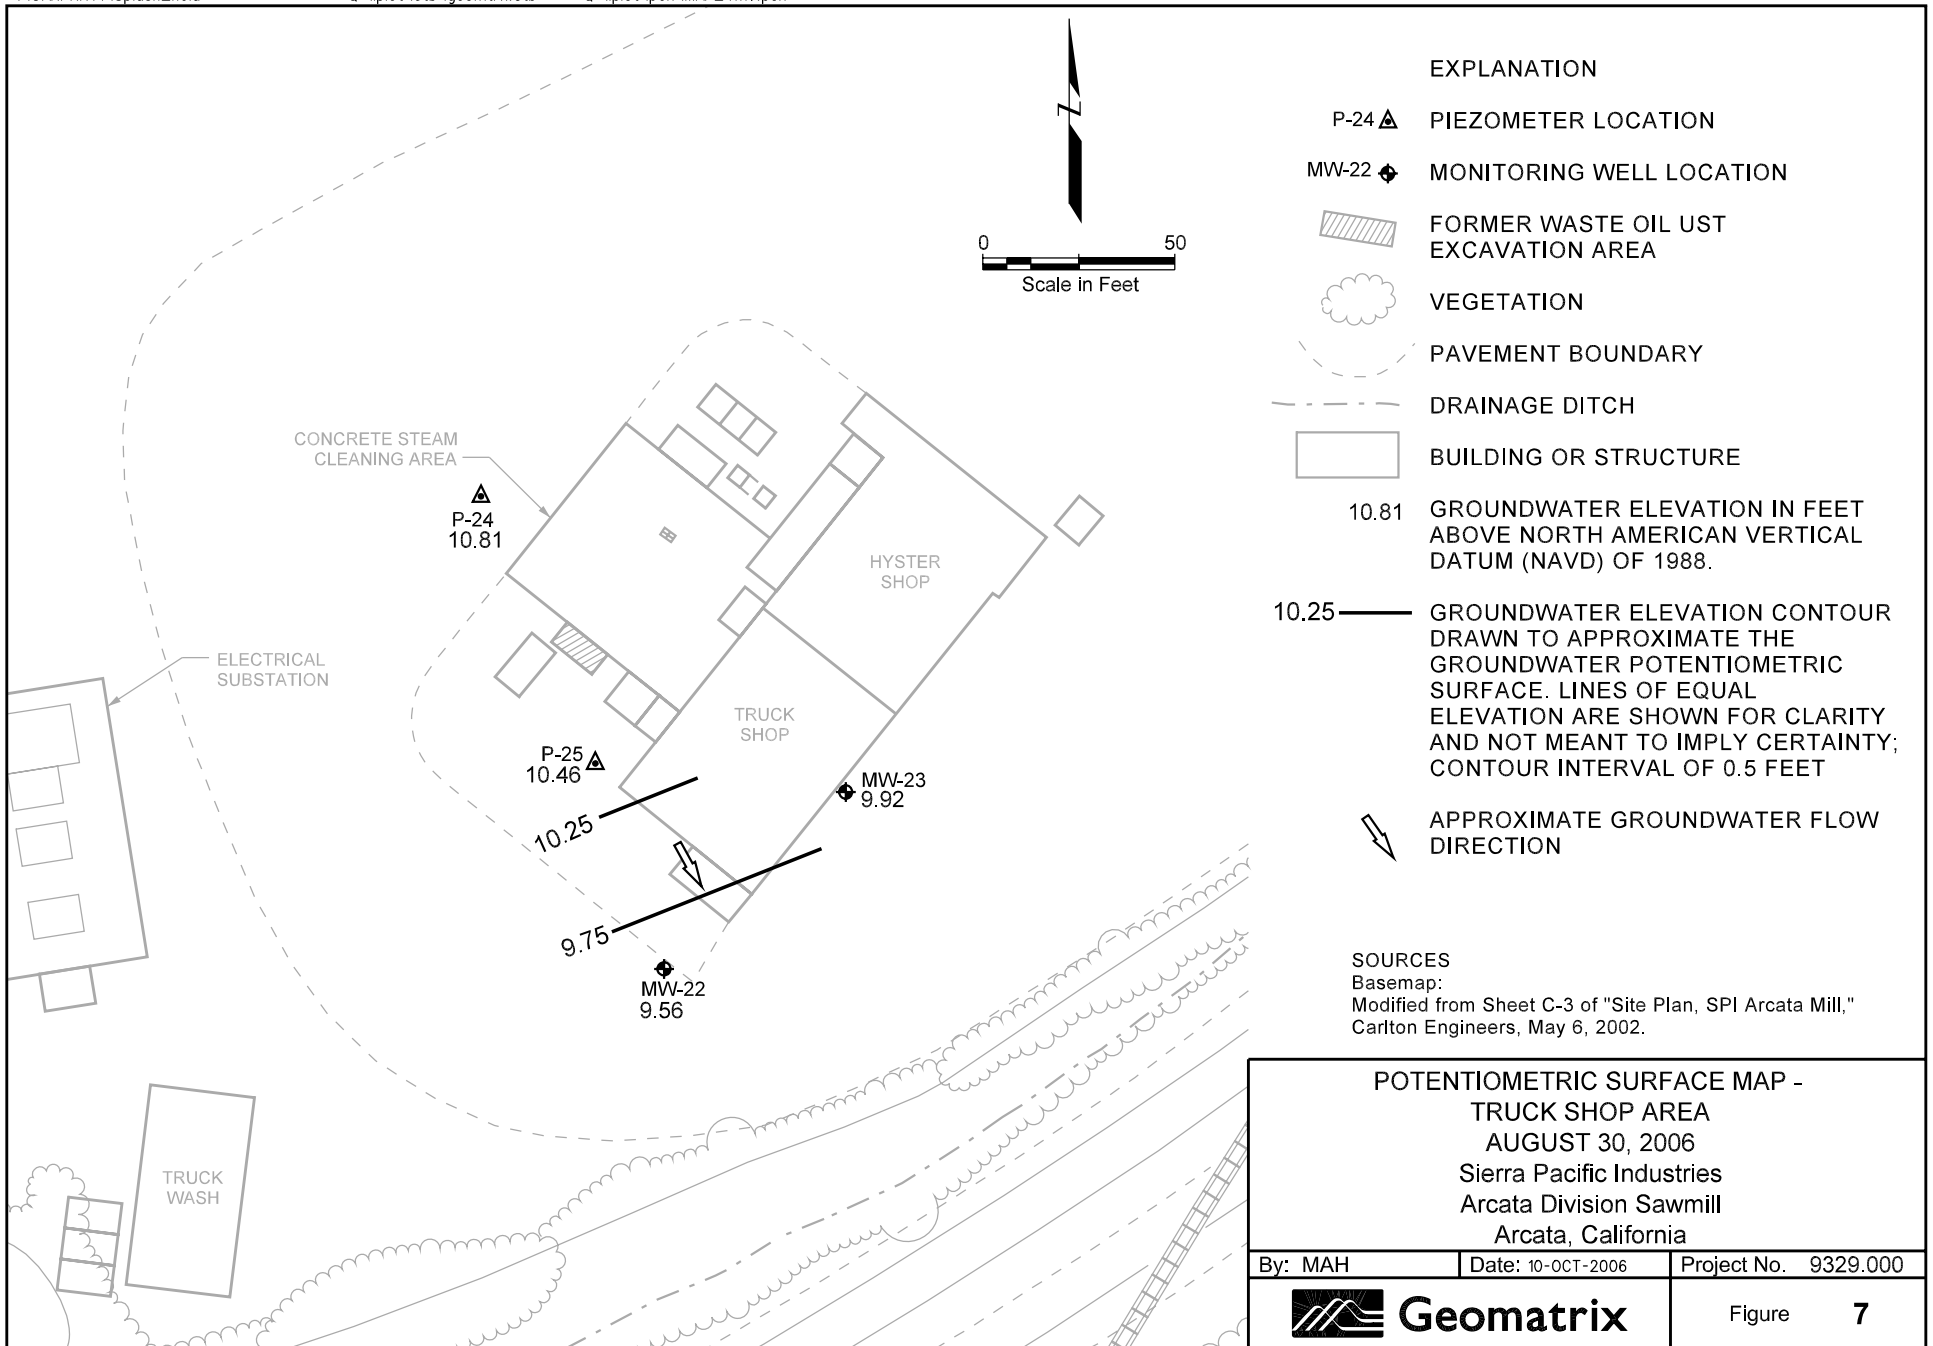 CONCRETE STEAM
CLEANING AREA
P-24
10.81
ELECTRICAL
SUBSTATION
HYSTER
SHOP
TRUCK
SHOP
P-25
10.46
MW-23
9.92
10.25
9.75
MW-22
9.56
TRUCK
WASH
Z
0 50
Scale in Feet
EXPLANATION
P-24 PIEZOMETER LOCATION
MW-22 MONITORING WELL LOCATION
FORMER WASTE OIL UST
EXCAVATION AREA
VEGETATION
PAVEMENT BOUNDARY
DRAINAGE DITCH
BUILDING OR STRUCTURE
10.81 GROUNDWATER ELEVATION IN FEET
ABOVE NORTH AMERICAN VERTICAL
DATUM (NAVD) OF 1988.
10.25 GROUNDWATER ELEVATION CONTOUR
DRAWN TO APPROXIMATE THE
GROUNDWATER POTENTIOMETRIC
SURFACE. LINES OF EQUAL
ELEVATION ARE SHOWN FOR CLARITY
AND NOT MEANT TO IMPLY CERTAINTY;
CONTOUR INTERVAL OF 0.5 FEET
APPROXIMATE GROUNDWATER FLOW
DIRECTION
SOURCES
Basemap:
Modified from Sheet C-3 of "Site Plan, SPI Arcata Mill,"
Carlton Engineers, May 6, 2002.
POTENTIOMETRIC SURFACE MAP -
TRUCK SHOP AREA
AUGUST 30, 2006
Sierra Pacific Industries
Arcata Division Sawmill
Arcata, California
By: MAH Date: 10-OCT-2006 Project No. 9329.000
Geomatrix Figure 7